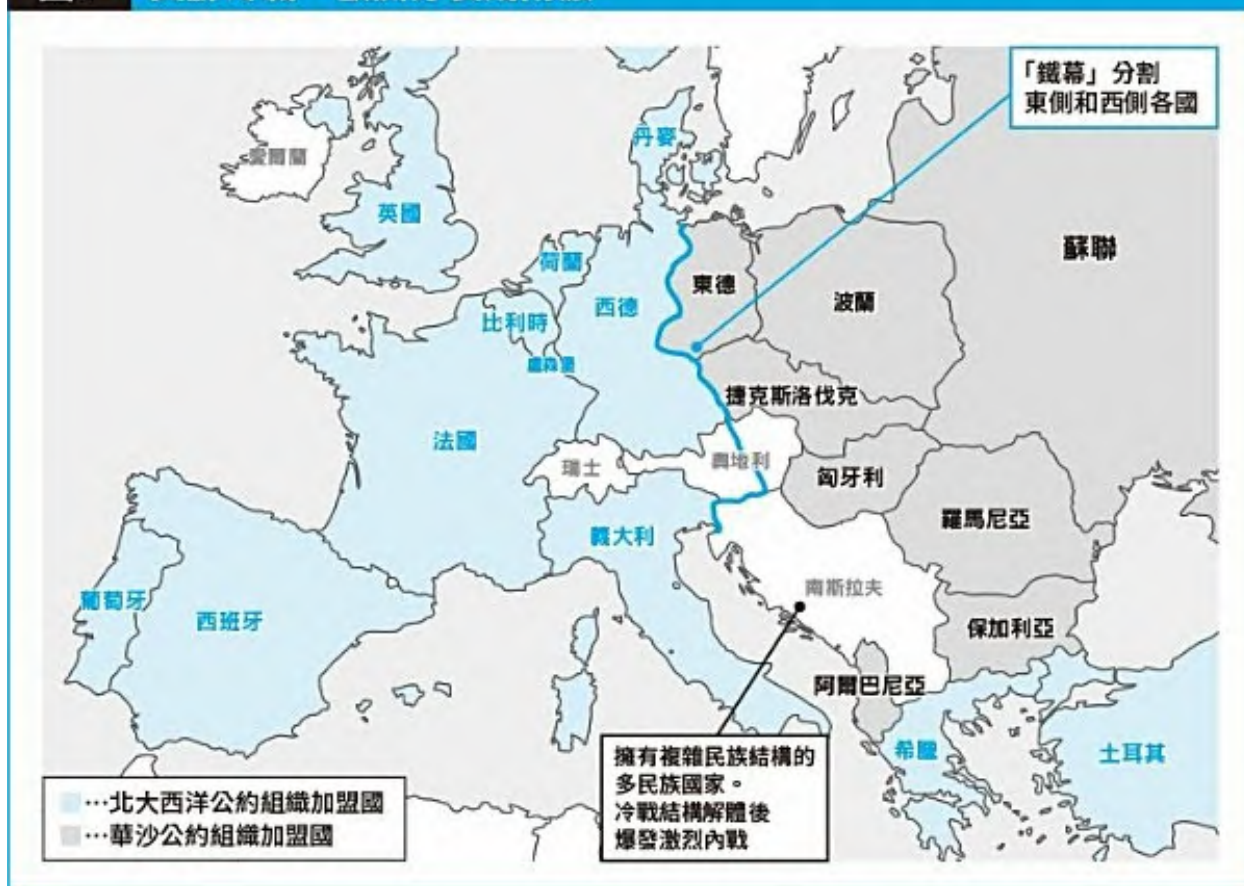 「鐵幕」分割
東側和西側各國
丹麥
愛爾蘭
英國
蘇聯
荷蘭
東德
西德
波蘭
比利時
盧森堡
捷克斯洛伐克
法國
瑞士
奧地利
匈牙利
羅馬尼亞
義大利
南斯拉夫
葡萄牙
西班牙
保加利亞
阿爾巴尼亞
希臘
土耳其
擁有複雜民族結構的
多民族國家。
冷戰結構解體後
爆發激烈內戰
…北大西洋公約組織加盟國
…華沙公約組織加盟國